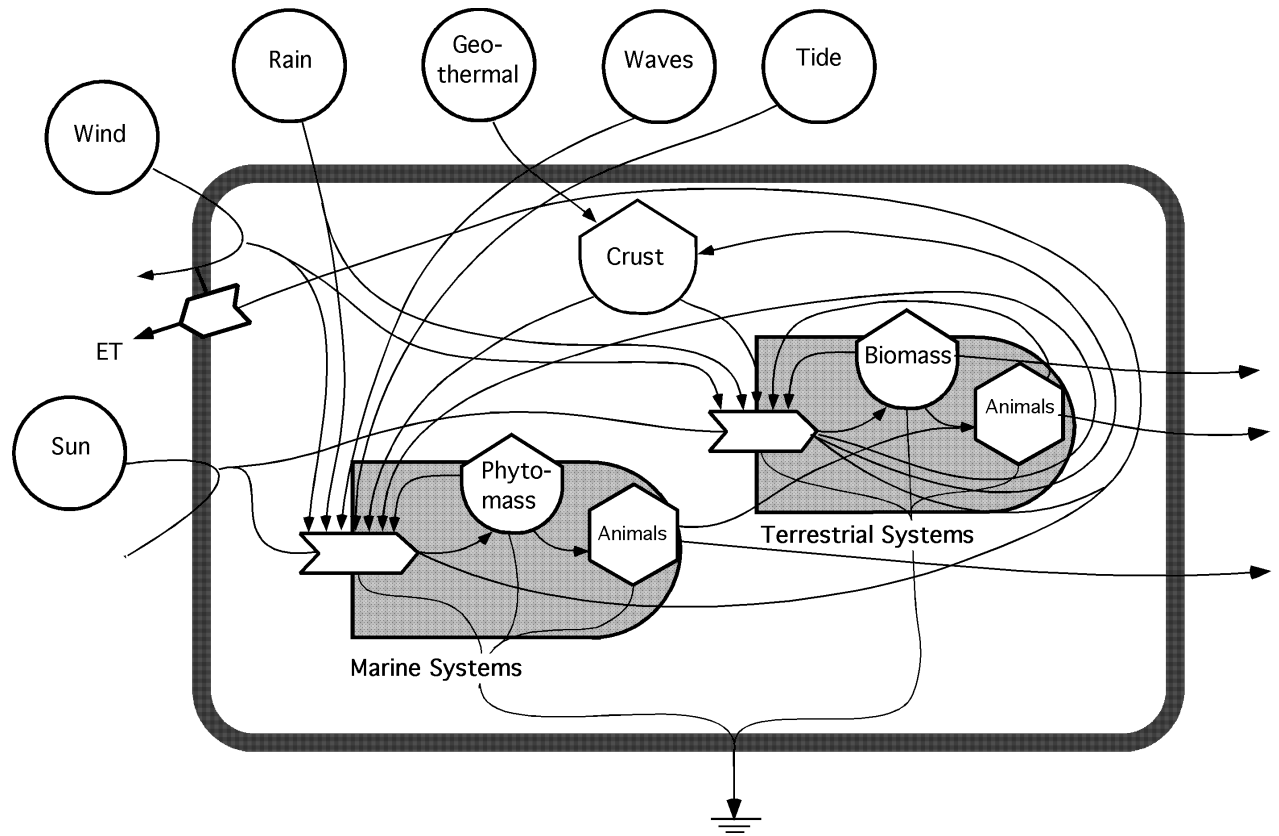 Rain
Geo-
thermal
Waves
Tide
Wind
Crust
ET
Biomass
Animals
Sun
Phyto-
mass
Animals
Terrestrial Systems
Marine Systems